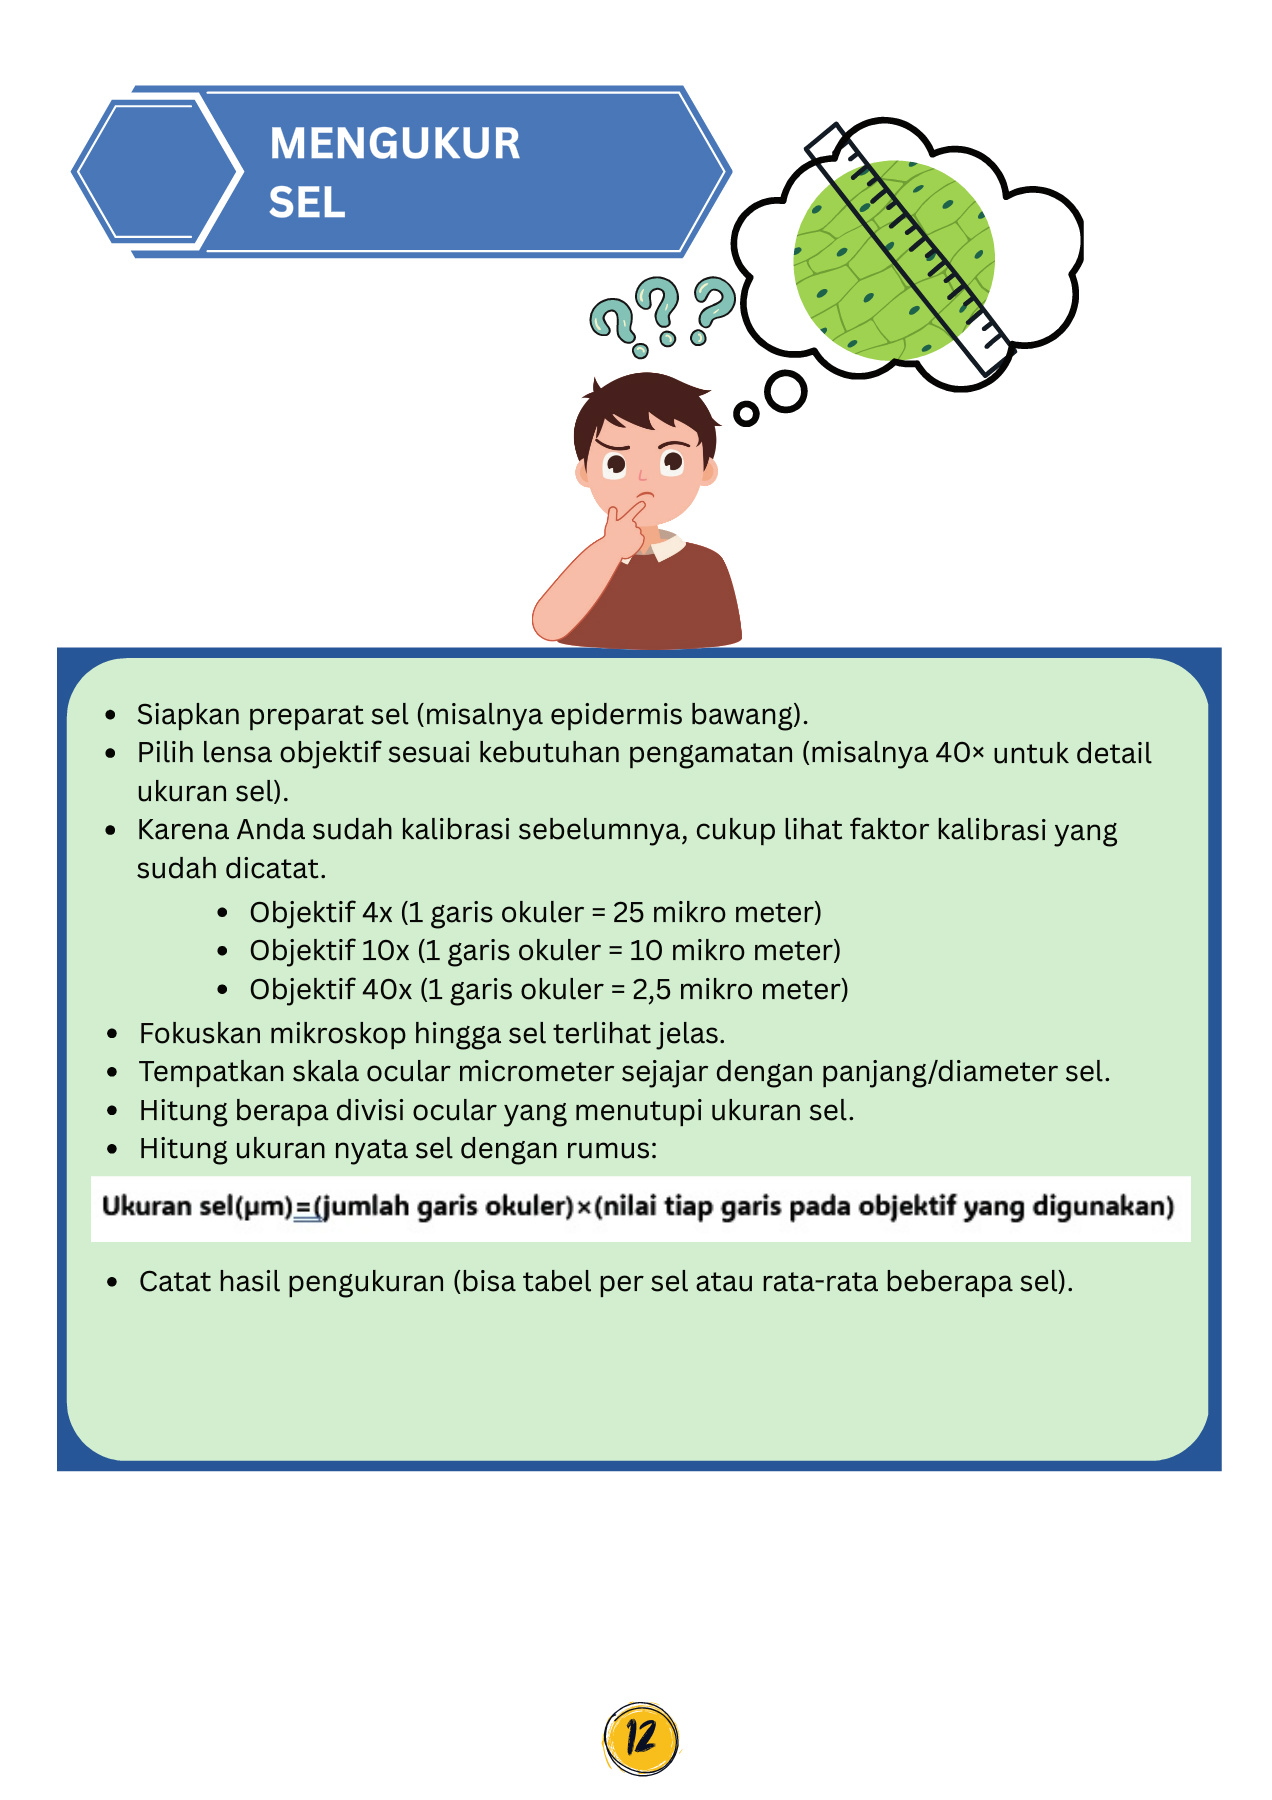 MENGUKUR
SEL
• Siapkan preparat sel (misalnya epidermis bawang).
• Pilih lensa objektif sesuai kebutuhan pengamatan (misalnya 40× untuk detail
ukuran sel).
• Karena Anda sudah kalibrasi sebelumnya, cukup lihat faktor kalibrasi yang
sudah dicatat.
• Objektif 4x (1 garis okuler = 25 mikro meter)
• Objektif 10x (1 garis okuler = 10 mikro meter)
• Objektif 40x (1 garis okuler = 2,5 mikro meter)
• Fokuskan mikroskop hingga sel terlihat jelas.
• Tempatkan skala ocular micrometer sejajar dengan panjang/diameter sel.
• Hitung berapa divisi ocular yang menutupi ukuran sel.
• Hitung ukuran nyata sel dengan rumus:
Ukuran sel(μm)=(jumlah garis okuler)×(nilai tiap garis pada objektif yang digunakan)
• Catat hasil pengukuran (bisa tabel per sel atau rata-rata beberapa sel).
12